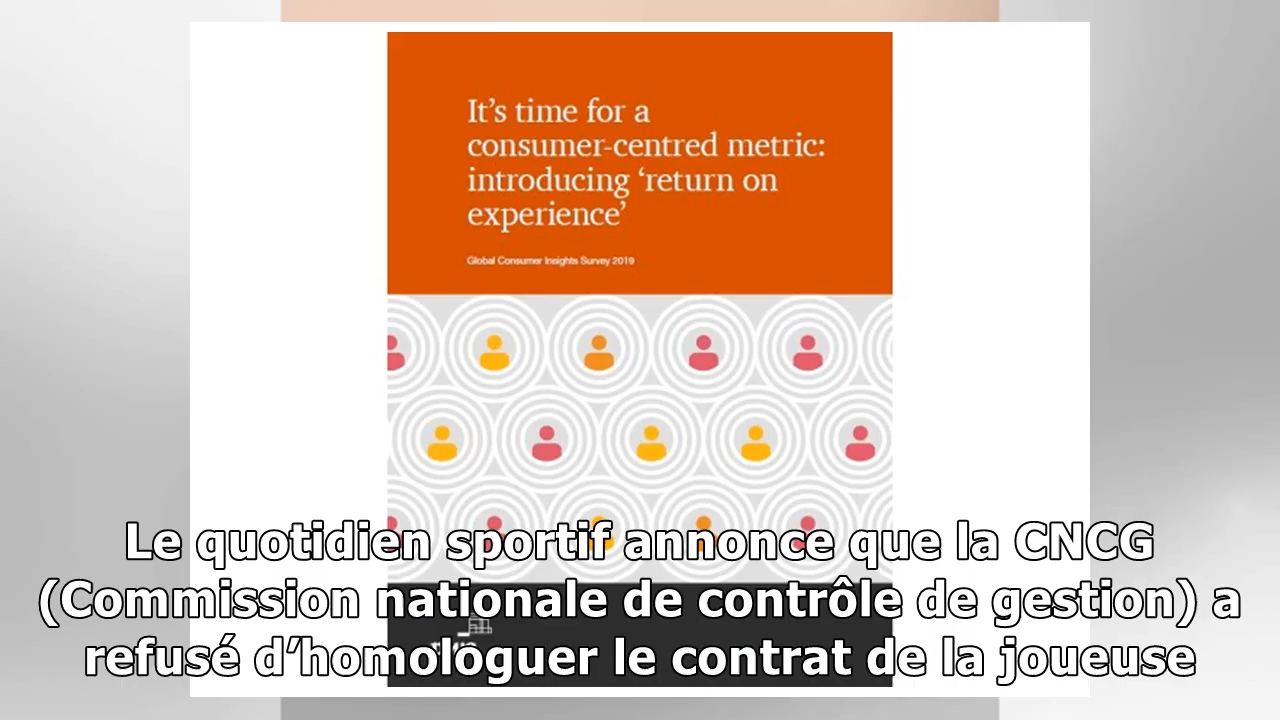 It’s time for a
consumer-centred metric:
introducing ‘return on
experience’
Global Consumer Insights Survey 2019
Le quotidien sportif annonce que la CNCG
(Commission nationale de contrôle de gestion) a
refusé d’homologuer le contrat de la joueuse